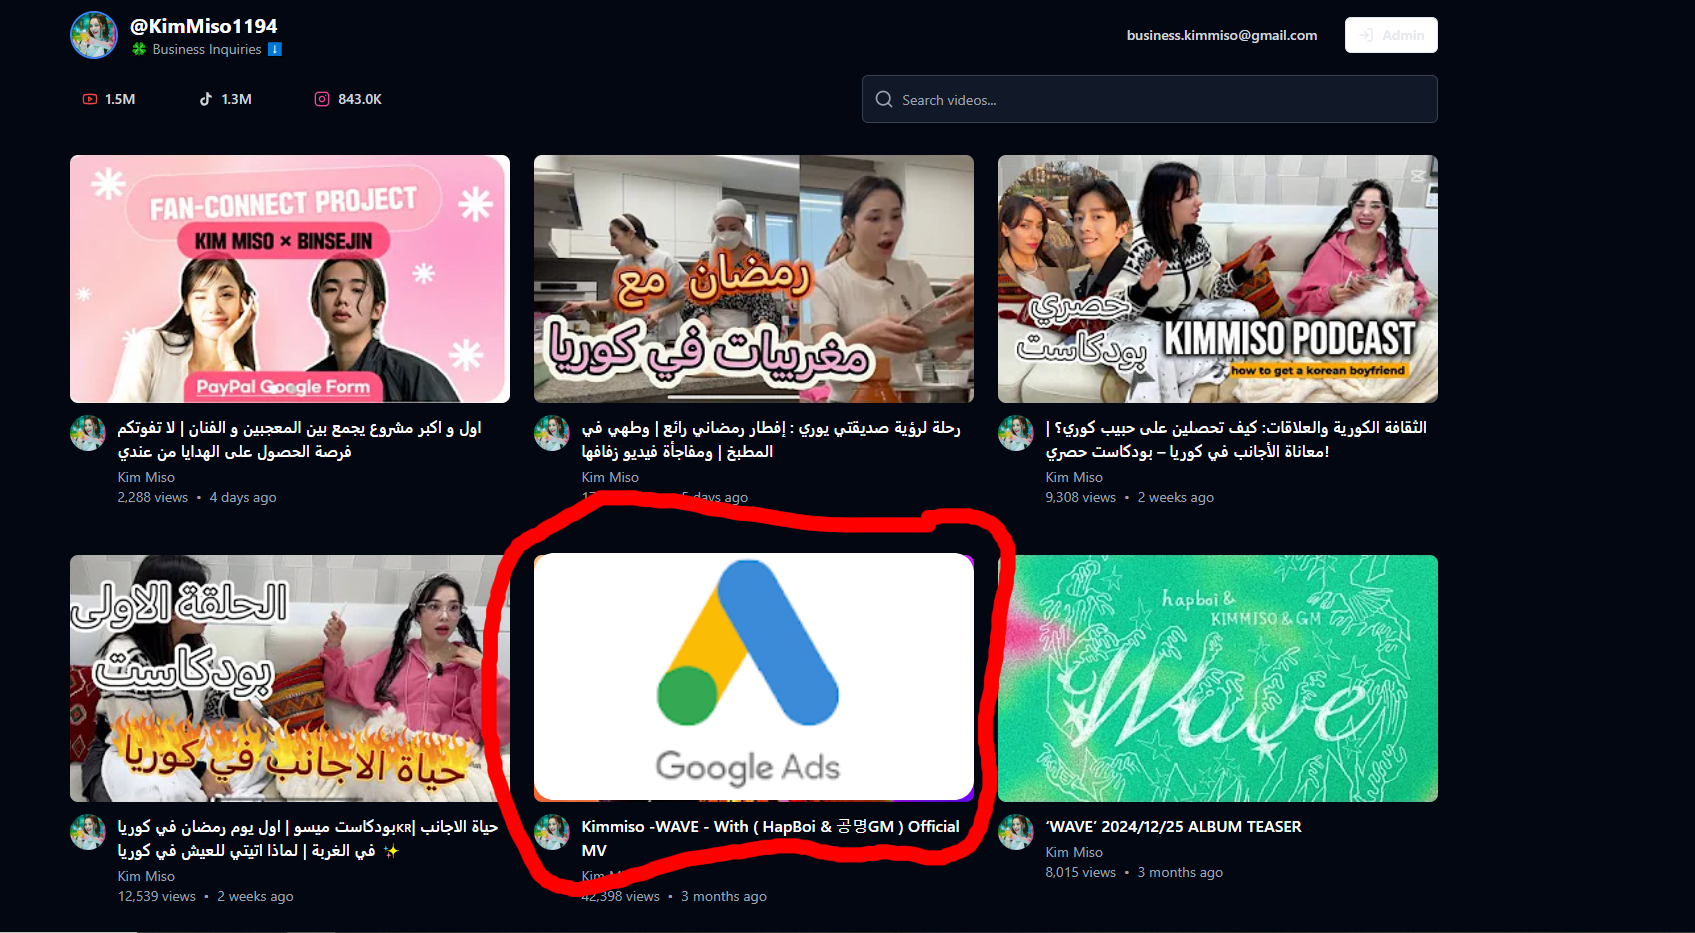 @KimMiso1194
🍀 Business Inquiries ⬇️
business.kimmiso@gmail.com
Admin
1.5M
1.3M
843.0K
Search videos...
FAN-CONNECT PROJECT
KIM MISO × BINSEJIN
PayPal Google Form
رمضان مع
مغربيات في كوريا
حصري
بودكاست
KIMMISO PODCAST
how to get a korean boyfriend
اول و اكبر مشروع يجمع بين المعجبين و الفنان | لا تفوتكم
فرصة الحصول على الهدايا من عندي
Kim Miso
2,288 views • 4 days ago
رحلة لرؤية صديقتي يوري : إفطار رمضاني رائع | وطهي في
المطبخ | ومفاجأة فيديو زفافها
Kim Miso
5 days ago
الثقافة الكورية والعلاقات: كيف تحصلين على حبيب كوري؟ |
معاناة الأجانب في كوريا – بودكاست حصري!
Kim Miso
9,308 views • 2 weeks ago
الحلقة الاولى
بودكاست
حياة الاجانب في كوريا
Google Ads
hapboi &
KIMMISO & GM
Wave
حياة الاجانب |🇰🇷بودكاست ميسو | اول يوم رمضان في كوريا
في الغربة | لماذا اتيتي للعيش في كوريا ✨
Kim Miso
12,539 views • 2 weeks ago
Kimmiso -WAVE - With ( HapBoi & 공명GM ) Official
MV
Kim
42,398 views • 3 months ago
‘WAVE’ 2024/12/25 ALBUM TEASER
Kim Miso
8,015 views • 3 months ago